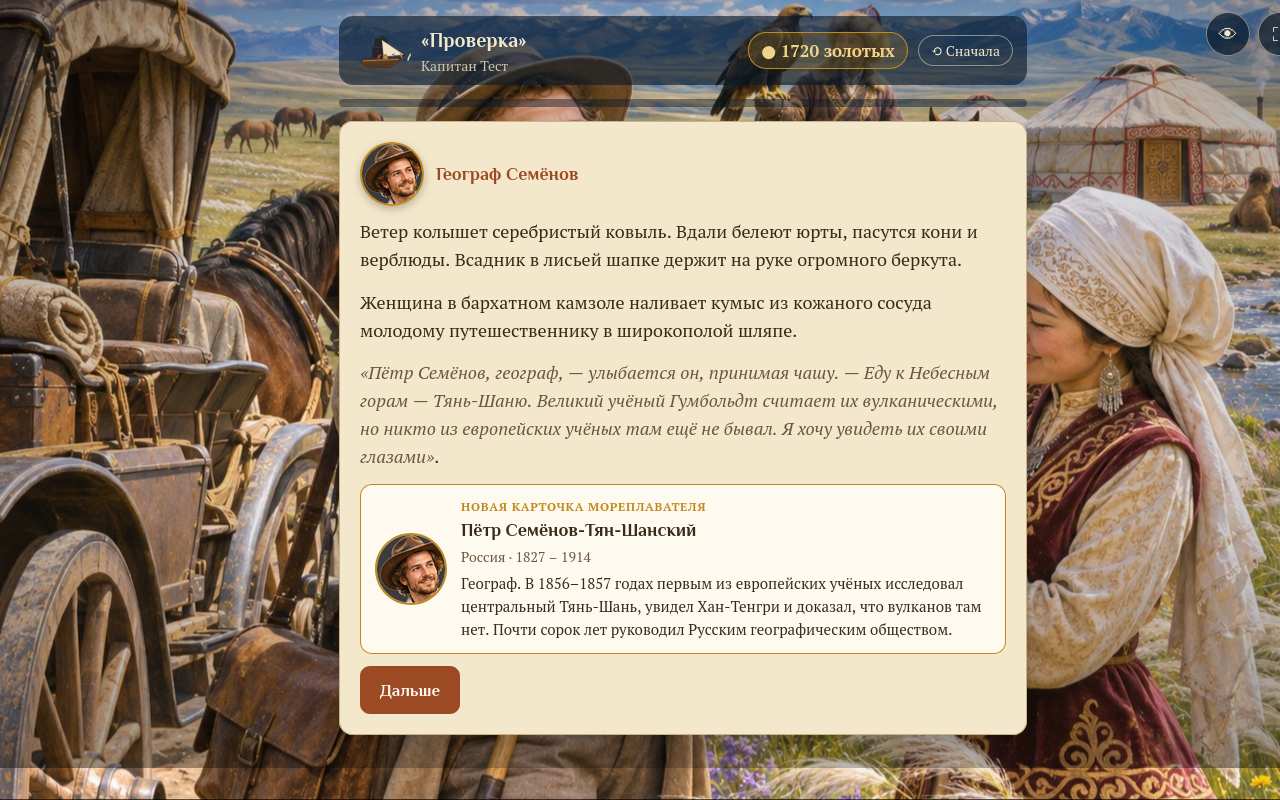 «Проверка»
Капитан Тест
1720 золотых
⟲ Сначала
Географ Семёнов
Ветер колышет серебристый ковыль. Вдали белеют юрты, пасутся кони и
верблюды. Всадник в лисьей шапке держит на руке огромного беркута.
Женщина в бархатном камзоле наливает кумыс из кожаного сосуда
молодому путешественнику в широкополой шляпе.
«Пётр Семёнов, географ, — улыбается он, принимая чашу. — Еду к Небесным
горам — Тянь-Шаню. Великий учёный Гумбольдт считает их вулканическими,
но никто из европейских учёных там ещё не бывал. Я хочу увидеть их своими
глазами».
НОВАЯ КАРТОЧКА МОРЕПЛАВАТЕЛЯ
Пётр Семёнов-Тян-Шанский
Россия · 1827 – 1914
Географ. В 1856–1857 годах первым из европейских учёных исследовал
центральный Тянь-Шань, увидел Хан-Тенгри и доказал, что вулканов там
нет. Почти сорок лет руководил Русским географическим обществом.
Дальше